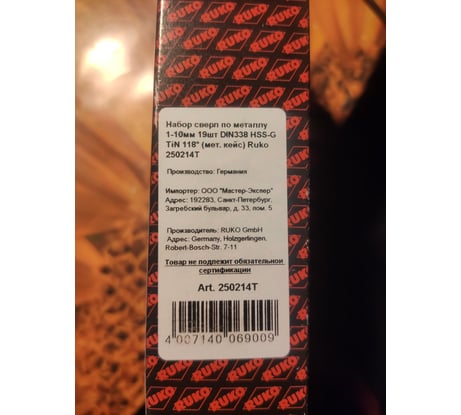 Набор сверл по металлу
1-10мм 19шт DIN338 HSS-G
TiN 118° (мет. кейс) Ruko
250214T
Производство: Германия
Импортер: ООО "Мастер-Экспер"
Адрес: 192283, Санкт-Петербург,
Загребский бульвар, д. 33, пом. 5
Производитель: RUKO GmbH
Адрес: Germany, Holzgerlingen,
Robert-Bosch-Str. 7-11
Товар не подлежит обязательной
сертификации
Art. 250214T
4 007140 069009
RUKO